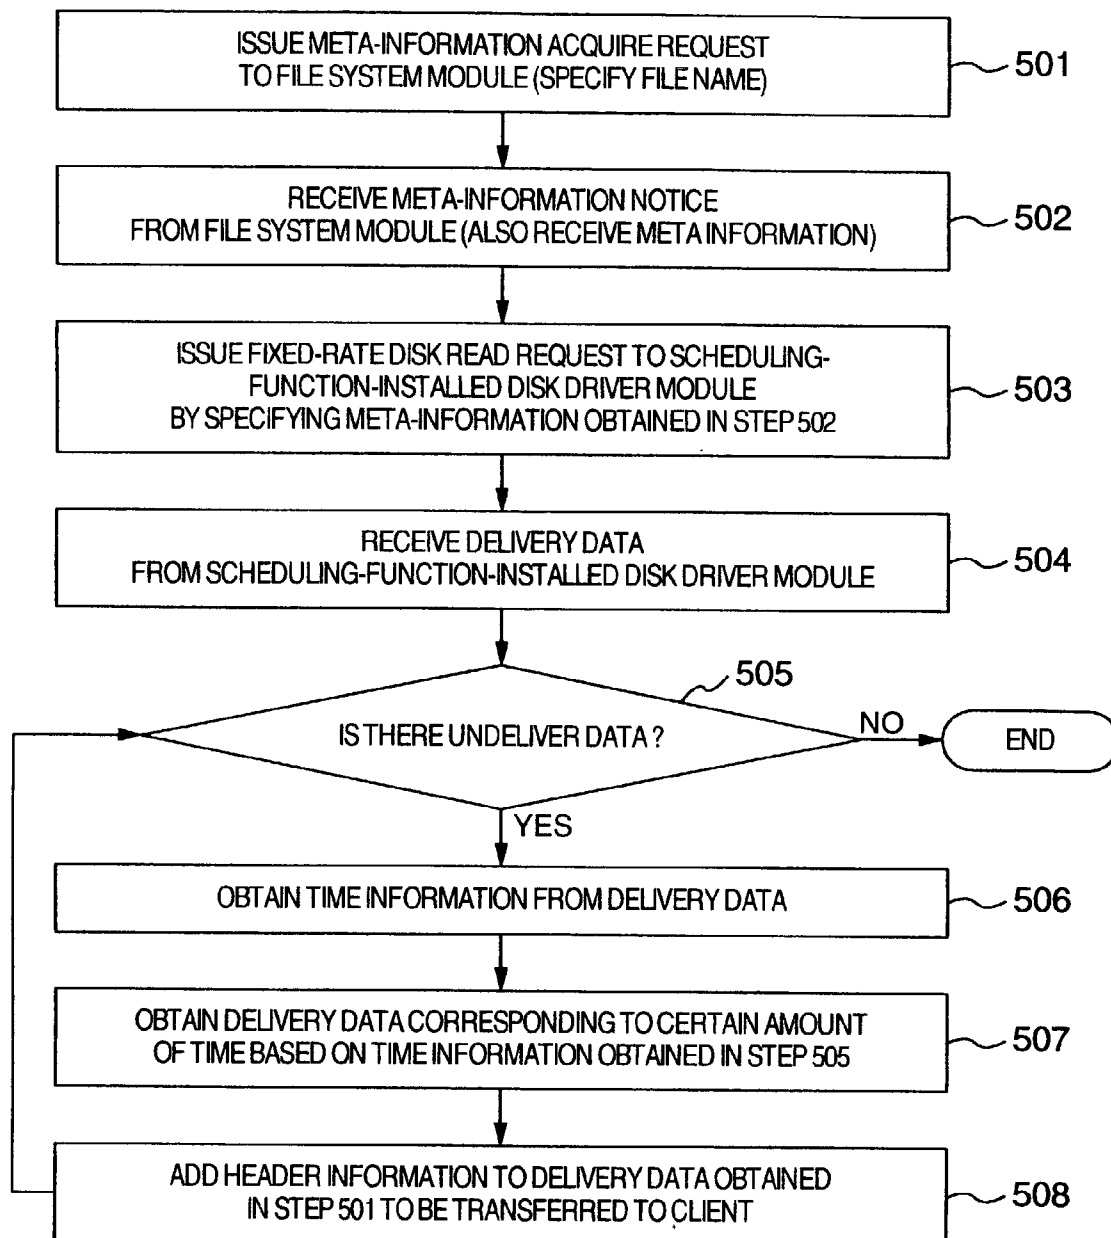 ISSUE META-INFORMATION ACQUIRE REQUEST
TO FILE SYSTEM MODULE (SPECIFY FILE NAME)
501
RECEIVE META-INFORMATION NOTICE
FROM FILE SYSTEM MODULE (ALSO RECEIVE META INFORMATION)
502
ISSUE FIXED-RATE DISK READ REQUEST TO SCHEDULING-
FUNCTION-INSTALLED DISK DRIVER MODULE
BY SPECIFYING META-INFORMATION OBTAINED IN STEP 502
503
RECEIVE DELIVERY DATA
FROM SCHEDULING-FUNCTION-INSTALLED DISK DRIVER MODULE
504
505
IS THERE UNDELIVER DATA ?
NO
END
YES
OBTAIN TIME INFORMATION FROM DELIVERY DATA
506
OBTAIN DELIVERY DATA CORRESPONDING TO CERTAIN AMOUNT
OF TIME BASED ON TIME INFORMATION OBTAINED IN STEP 505
507
ADD HEADER INFORMATION TO DELIVERY DATA OBTAINED
IN STEP 501 TO BE TRANSFERRED TO CLIENT
508